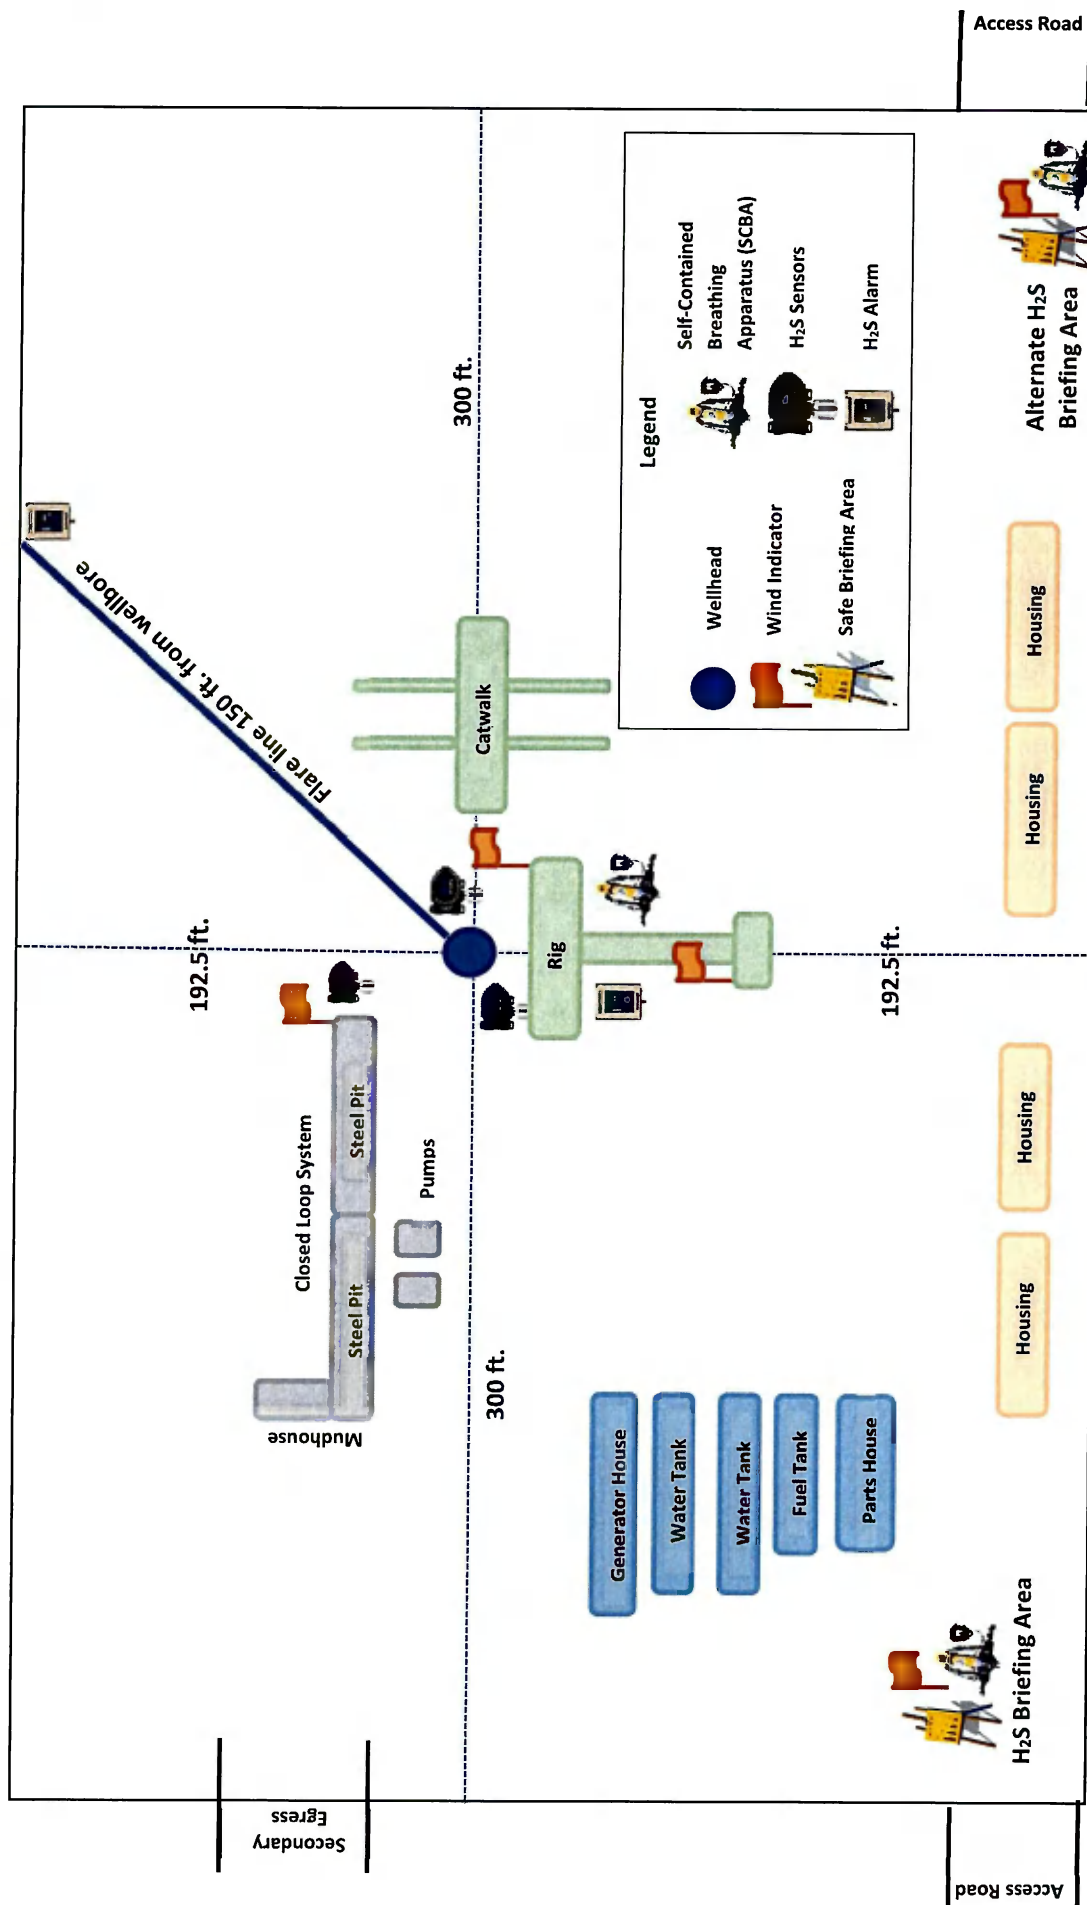 Access Road
Secondary
Egress
Access Road
192.5 ft.
Flare line 150 ft. from wellbore
300 ft.
Closed Loop System
Mudhouse
Steel Pit
Steel Pit
Pumps
300 ft.
Catwalk
Rig
192.5 ft.
Generator House
Water Tank
Water Tank
Fuel Tank
Parts House
Legend
Wellhead
Wind Indicator
Safe Briefing Area
Self-Contained
Breathing
Apparatus (SCBA)
H₂S Sensors
H₂S Alarm
H₂S Briefing Area
Housing
Housing
Housing
Housing
Alternate H₂S
Briefing Area